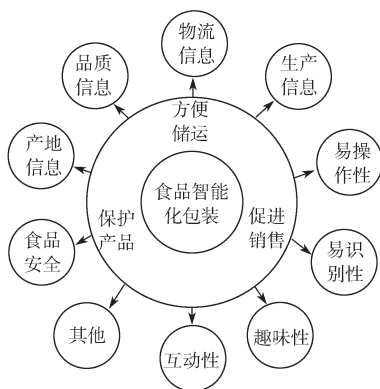 物流
信息
生产
信息
易操
作性
易识
别性
趣味性
互动性
其他
食品
安全
产地
信息
品质
信息
方便
储运
促进
销售
保护
产品
食品智能
化包装